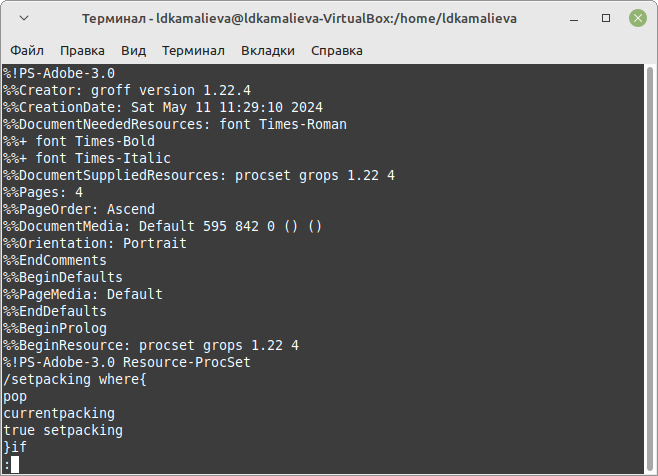 Терминал - ldkamalieva@ldkamalieva-VirtualBox:/home/ldkamalieva
Файл Правка Вид Терминал Вкладки Справка
%!PS-Adobe-3.0
%%Creator: groff version 1.22.4
%%CreationDate: Sat May 11 11:29:10 2024
%%DocumentNeededResources: font Times-Roman
%%+ font Times-Bold
%%+ font Times-Italic
%%DocumentSuppliedResources: procset grops 1.22 4
%%Pages: 4
%%PageOrder: Ascend
%%DocumentMedia: Default 595 842 0 () ()
%%Orientation: Portrait
%%EndComments
%%BeginDefaults
%%PageMedia: Default
%%EndDefaults
%%BeginProlog
%%BeginResource: procset grops 1.22 4
%!PS-Adobe-3.0 Resource-ProcSet
/setpacking where{
pop
currentpacking
true setpacking
}if
: